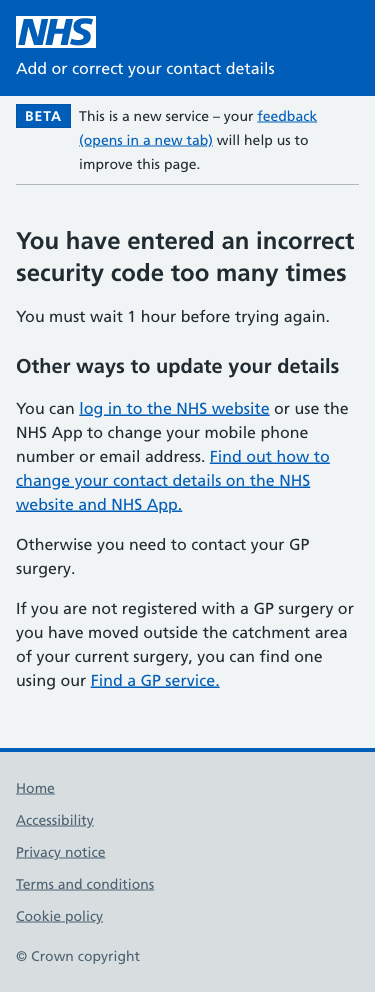 NHS
Add or correct your contact details
BETA
This is a new service – your feedback
(opens in a new tab) will help us to
improve this page.
You have entered an incorrect
security code too many times
You must wait 1 hour before trying again.
Other ways to update your details
You can log in to the NHS website or use the
NHS App to change your mobile phone
number or email address. Find out how to
change your contact details on the NHS
website and NHS App.
Otherwise you need to contact your GP
surgery.
If you are not registered with a GP surgery or
you have moved outside the catchment area
of your current surgery, you can find one
using our Find a GP service.
Home
Accessibility
Privacy notice
Terms and conditions
Cookie policy
© Crown copyright